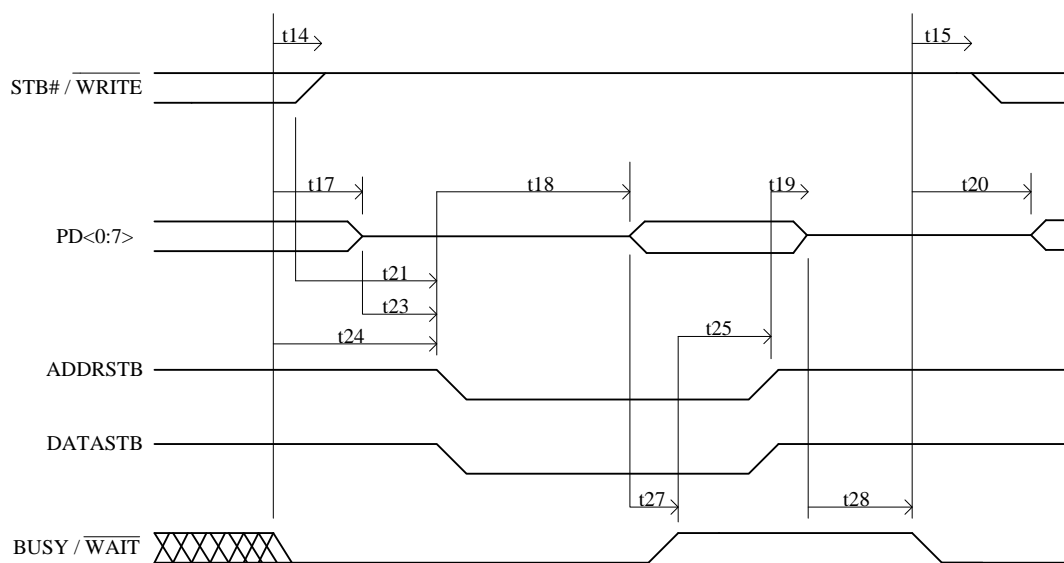 t14 t15
STB# / WRITE
t17 t18 t19 t20
PD<0:7>
t21
t23
t25
t24
ADDRSTB
DATASTB
t27 t28
BUSY / WAIT